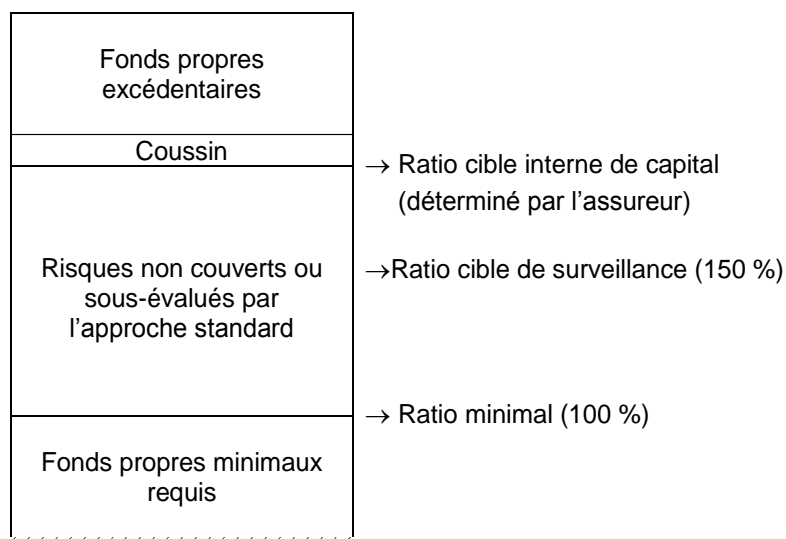 Fonds propres
excédentaires
Coussin
→ Ratio cible interne de capital
(déterminé par l’assureur)
Risques non couverts ou
sous-évalués par
l’approche standard
→Ratio cible de surveillance (150 %)
→ Ratio minimal (100 %)
Fonds propres minimaux
requis